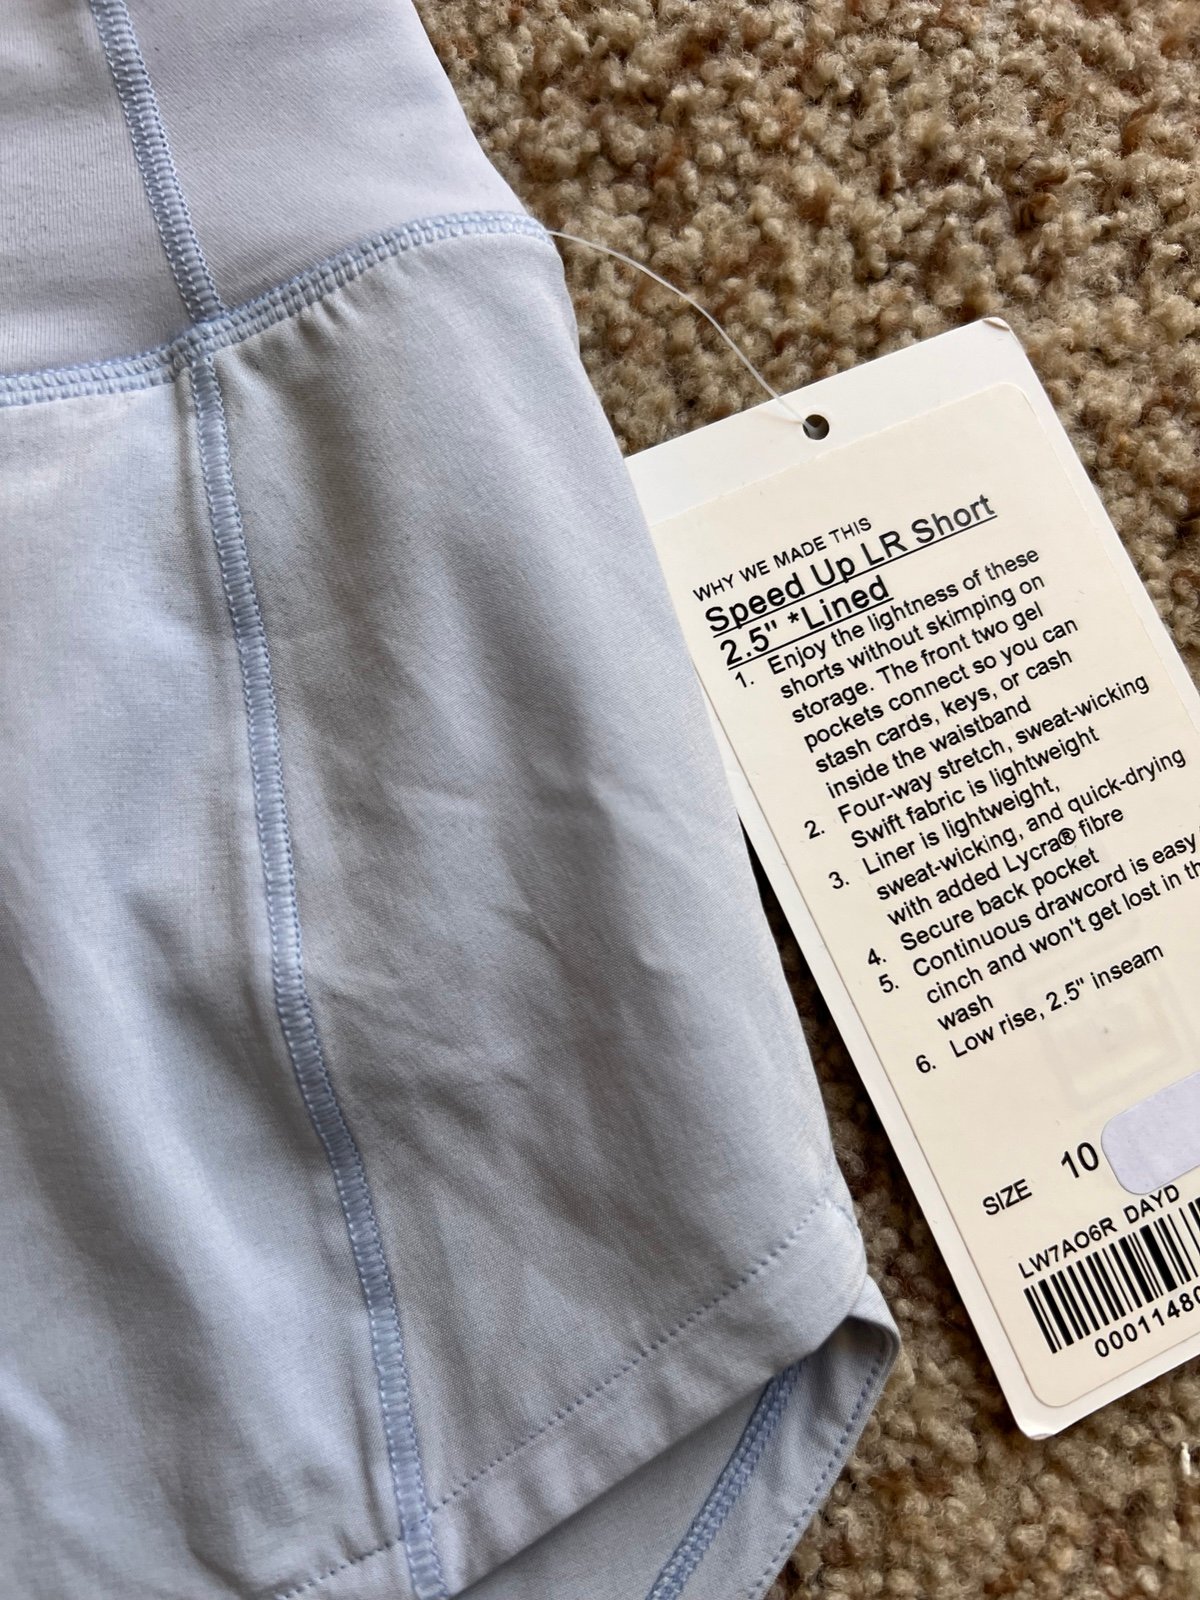 WHY WE MADE THIS
Speed Up LR Short
2.5" *Lined
1. Enjoy the lightness of these
shorts without skimping on
storage. The front two gel
pockets connect so you can
stash cards, keys, or cash
inside the waistband
2. Four-way stretch, sweat-wicking
Swift fabric is lightweight
3. Liner is lightweight,
sweat-wicking, and quick-drying
with added Lycra® fibre
4. Secure back pocket
5. Continuous drawcord is easy
cinch and won't get lost in
wash
6. Low rise, 2.5" inseam
SIZE 10
LW7AO6R DAYD
0001148